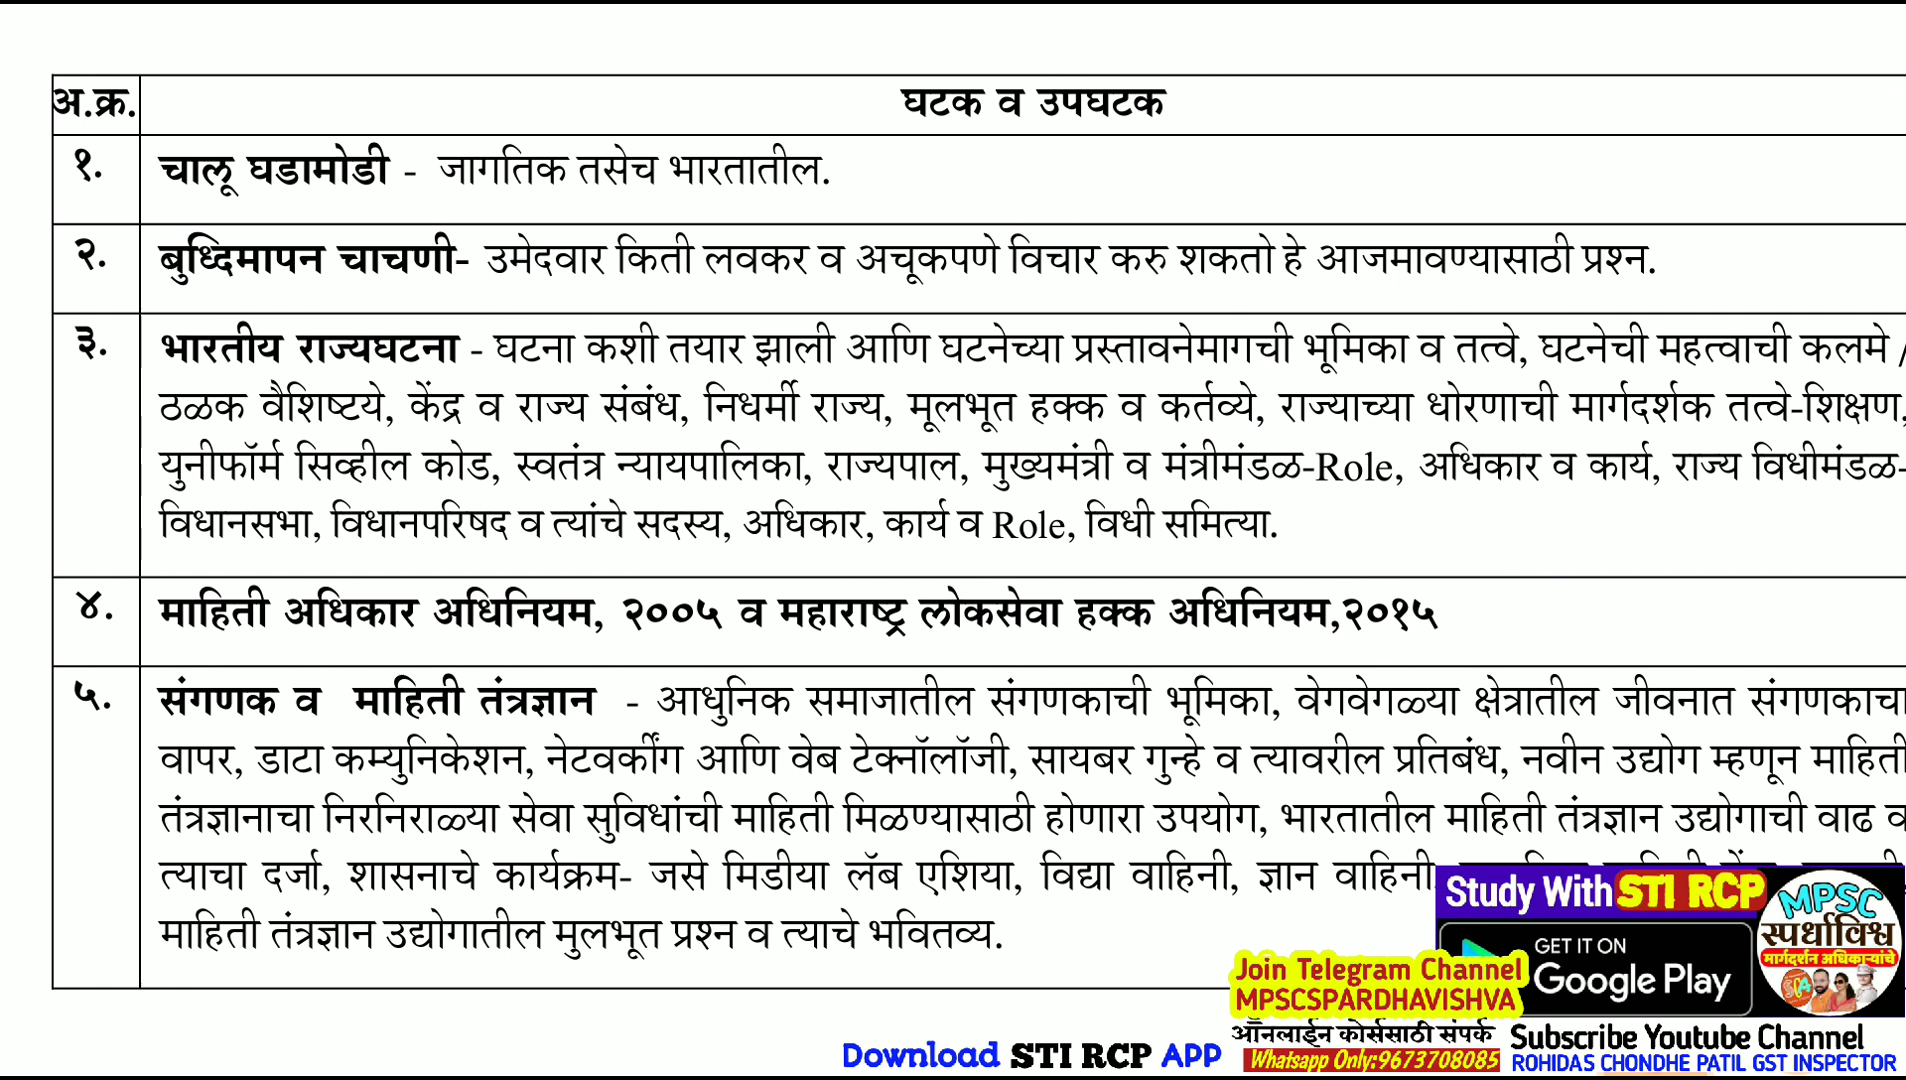 अ.क्र. घटक व उपघटक
१. चालू घडामोडी - जागतिक तसेच भारतातील.
२. बुध्दिमापन चाचणी- उमेदवार किती लवकर व अचूकपणे विचार करु शकतो हे आजमावण्यासाठी प्रश्न.
३. भारतीय राज्यघटना - घटना कशी तयार झाली आणि घटनेच्या प्रस्तावनेमागची भूमिका व तत्वे, घटनेची महत्वाची कलमे /
ठळक वैशिष्टये, केंद्र व राज्य संबंध, निधर्मी राज्य, मूलभूत हक्क व कर्तव्ये, राज्याच्या धोरणाची मार्गदर्शक तत्वे-शिक्षण,
युनीफॉर्म सिव्हील कोड, स्वतंत्र न्यायपालिका, राज्यपाल, मुख्यमंत्री व मंत्रीमंडळ-Role, अधिकार व कार्य, राज्य विधीमंडळ-
विधानसभा, विधानपरिषद व त्यांचे सदस्य, अधिकार, कार्य व Role, विधी समित्या.
४. माहिती अधिकार अधिनियम, २००५ व महाराष्ट्र लोकसेवा हक्क अधिनियम,२०१५
५. संगणक व माहिती तंत्रज्ञान - आधुनिक समाजातील संगणकाची भूमिका, वेगवेगळ्या क्षेत्रातील जीवनात संगणकाचा
वापर, डाटा कम्युनिकेशन, नेटवर्कींग आणि वेब टेक्नॉलॉजी, सायबर गुन्हे व त्यावरील प्रतिबंध, नवीन उद्योग म्हणून माहिती
तंत्रज्ञानाचा निरनिराळ्या सेवा सुविधांची माहिती मिळण्यासाठी होणारा उपयोग, भारतातील माहिती तंत्रज्ञान उद्योगाची वाढ व
त्याचा दर्जा, शासनाचे कार्यक्रम- जसे मिडीया लॅब एशिया, विद्या वाहिनी, ज्ञान वाहिनी
माहिती तंत्रज्ञान उद्योगातील मुलभूत प्रश्न व त्याचे भवितव्य.
Study With STI RCP
GET IT ON
Google Play
MPSC
स्पर्धाविश्व
मार्गदर्शन अधिकाऱ्यांचे
Join Telegram Channel
MPSCSPARDHAVISHVA
ऑनलाईन कोर्ससाठी संपर्क
Whatsapp Only:9673708085
Download STI RCP APP
Subscribe Youtube Channel
ROHIDAS CHONDHE PATIL GST INSPECTOR